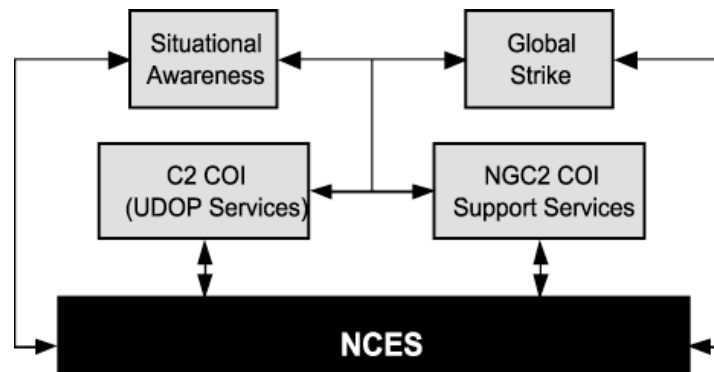 Situational
Awareness
Global
Strike
C2 COI
(UDOP Services)
NGC2 COI
Support Services
NCES